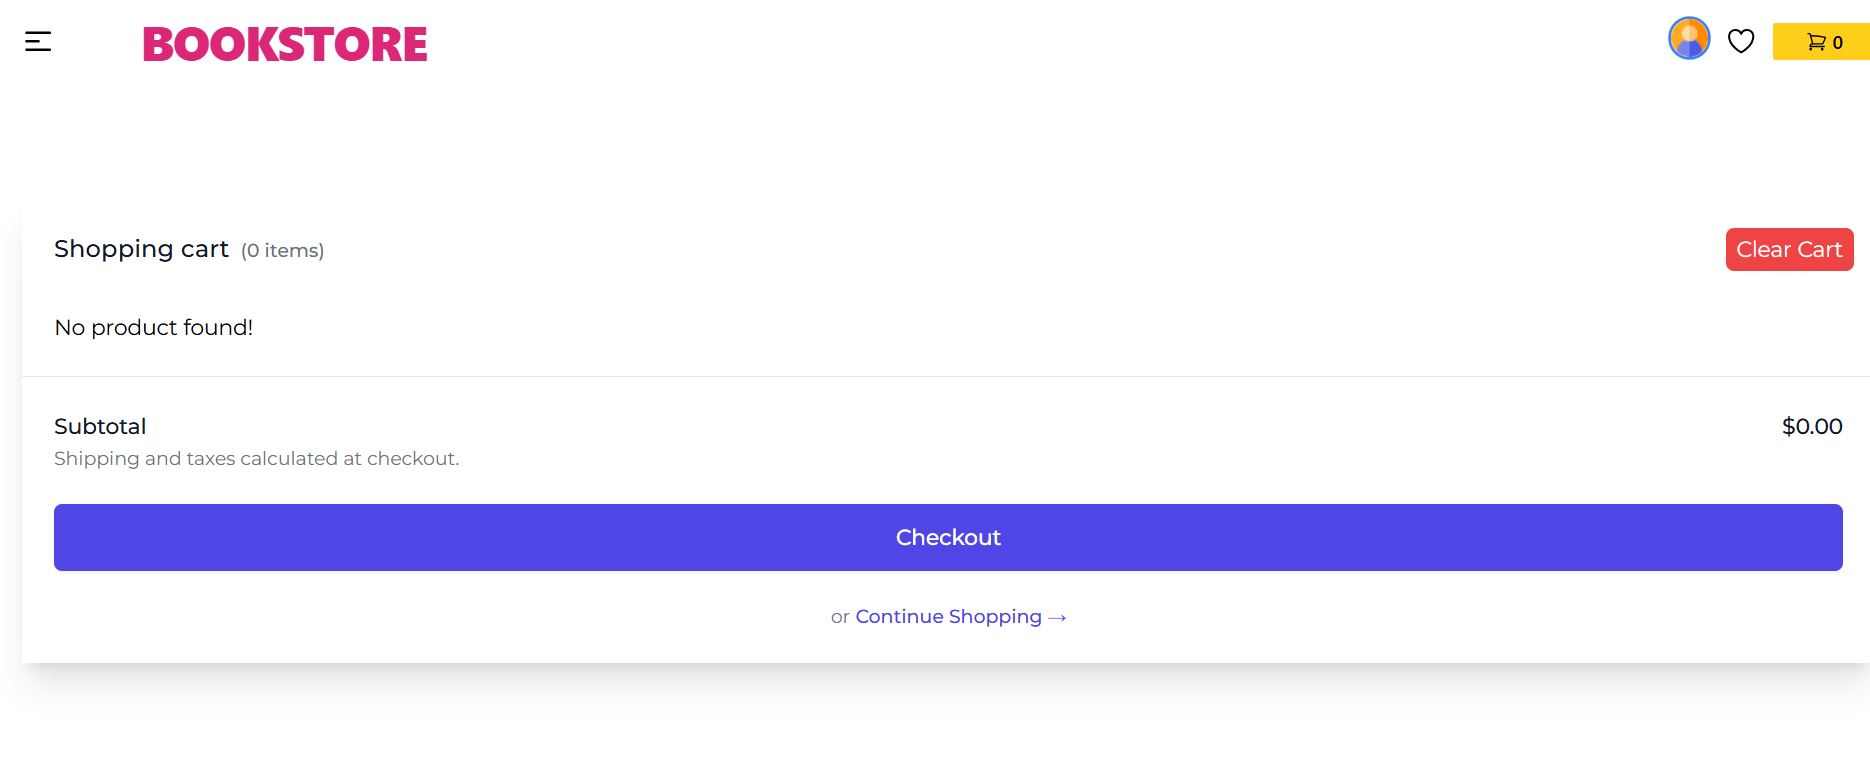 BOOKSTORE
0
Shopping cart (0 items)
Clear Cart
No product found!
Subtotal
$0.00
Shipping and taxes calculated at checkout.
Checkout
or Continue Shopping →